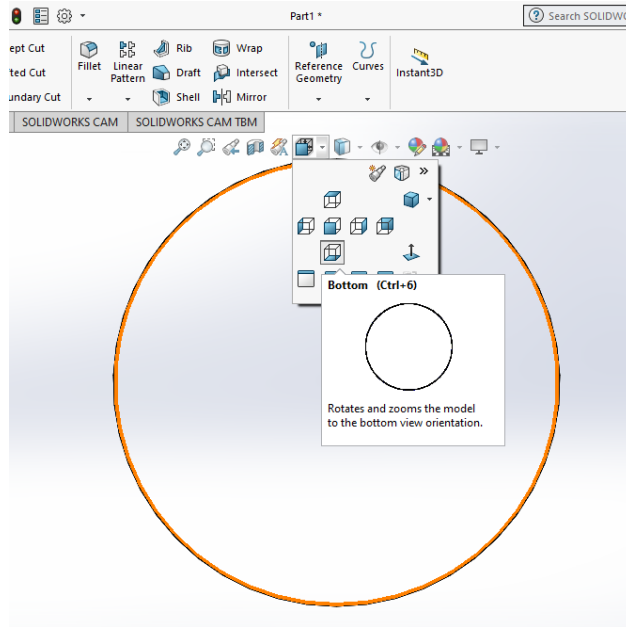 Part1 *
? Search SOLIDWO
ept Cut
Rib
Wrap
fted Cut
Fillet
Linear
Pattern
Draft
Intersect
Reference
Geometry
Curves
Instant3D
undary Cut
Shell
Mirror
SOLIDWORKS CAM
SOLIDWORKS CAM TBM
Bottom (Ctrl+6)
Rotates and zooms the model
to the bottom view orientation.